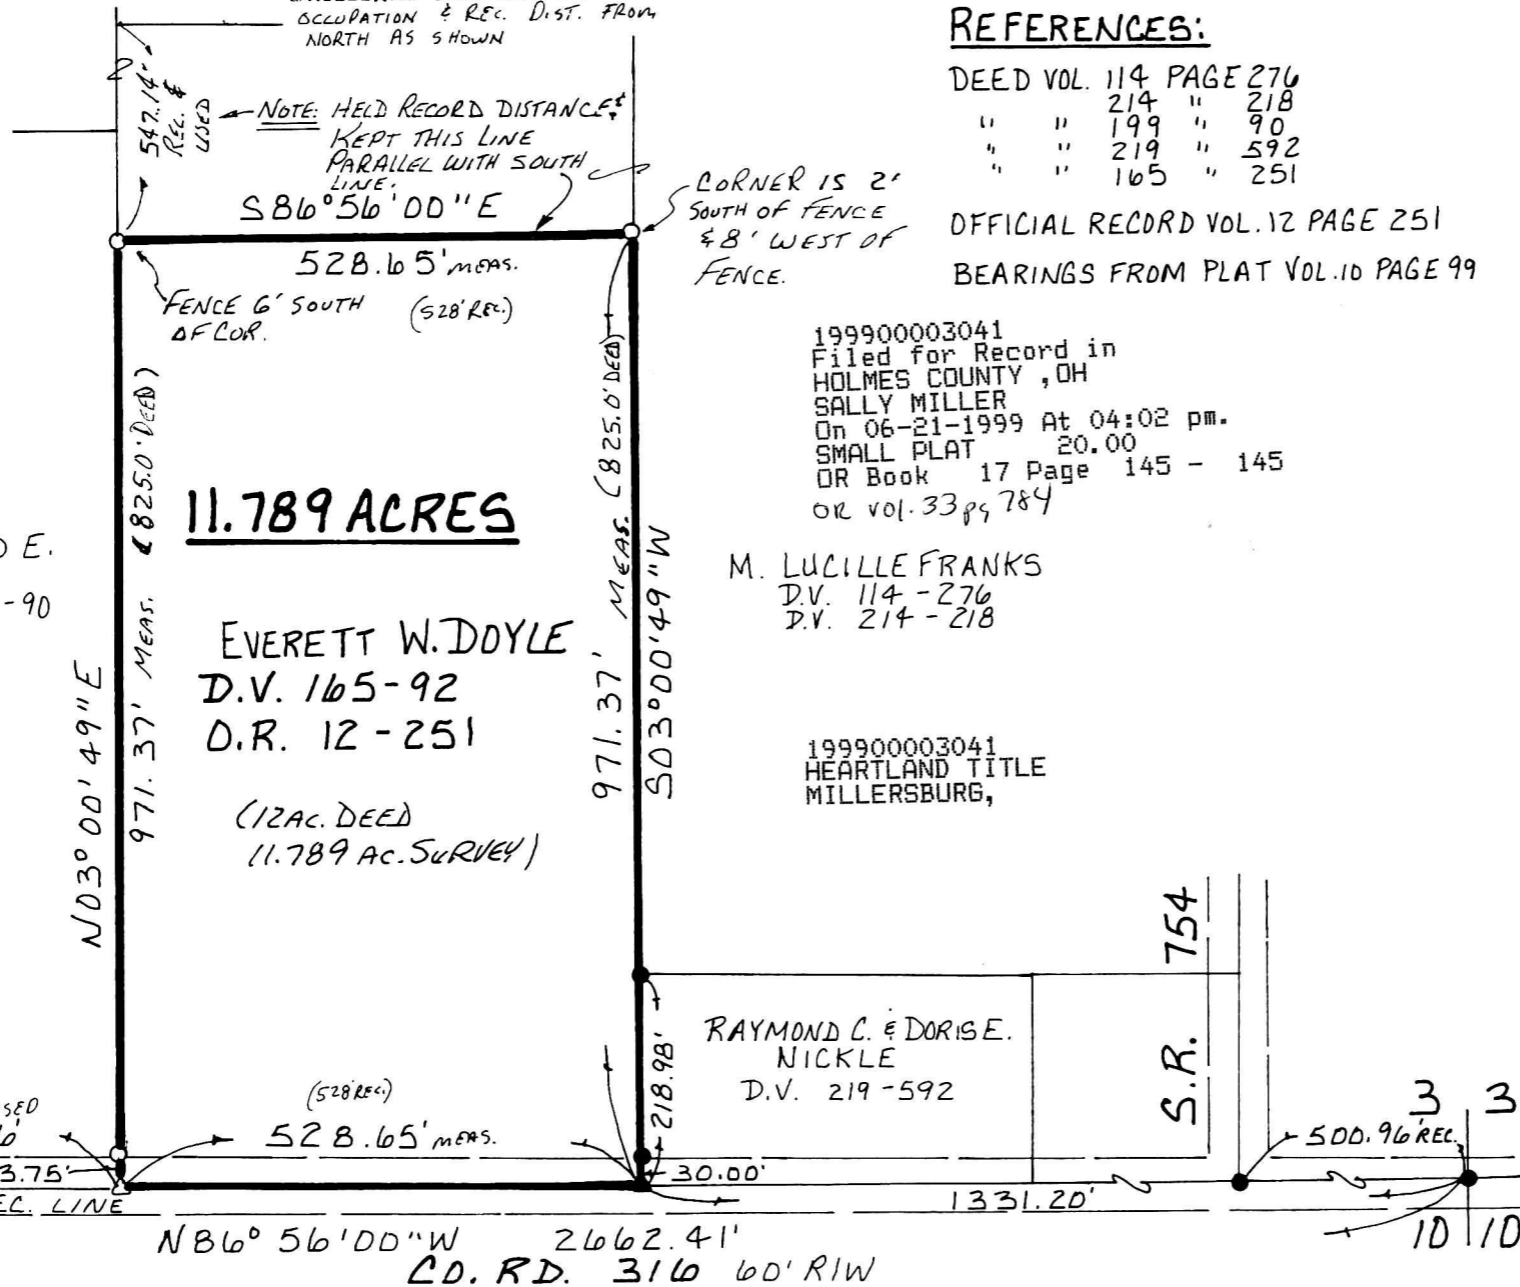 OCCUPATION & REC. DIST. FROM
NORTH AS SHOWN
547.14'
REC. &
USED
NOTE: HELD RECORD DISTANCE &
KEPT THIS LINE
PARALLEL WITH SOUTH
LINE.
S86°56'00"E
528.65' MEAS.
(528' REC.)
FENCE 6' SOUTH
OF COR.
CORNER IS 2'
SOUTH OF FENCE
& 8' WEST OF
FENCE.
REFERENCES:
DEED VOL. 114 PAGE 276
214 " 218
" " 199 " 90
" " 219 " 592
" " 165 " 251
OFFICIAL RECORD VOL. 12 PAGE 251
BEARINGS FROM PLAT VOL. 10 PAGE 99
199900003041
Filed for Record in
HOLMES COUNTY , OH
SALLY MILLER
On 06-21-1999 At 04:02 pm.
SMALL PLAT 20.00
OR Book 17 Page 145 - 145
OR vol. 33 pg 784
M. LUCILLE FRANKS
D.V. 114-276
D.V. 214-218
199900003041
HEARTLAND TITLE
MILLERSBURG,
E.
-90
N03°00'49"E
971.37' MEAS. (825.0' DEED)
11.789 ACRES
EVERETT W. DOYLE
D.V. 165-92
O.R. 12-251
(12 AC. DEED
11.789 AC. SURVEY)
971.37' MEAS. (825.0' DEED)
S03°00'49"W
RAYMOND C. & DORIS E.
NICKLE
D.V. 219-592
218.98'
S.R. 754
(528' REC.)
528.65' MEAS.
3.75'
30.00'
1331.20'
500.96' REC.
3 3
10 10
LINE
N86°56'00"W 2662.41'
CO. RD. 316 60' R/W